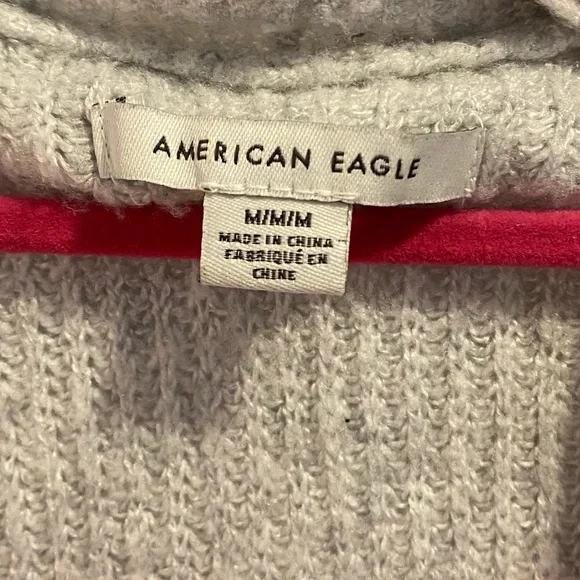 AMERICAN EAGLE
M/M/M
MADE IN CHINA
FABRIQUÉ EN
CHINE